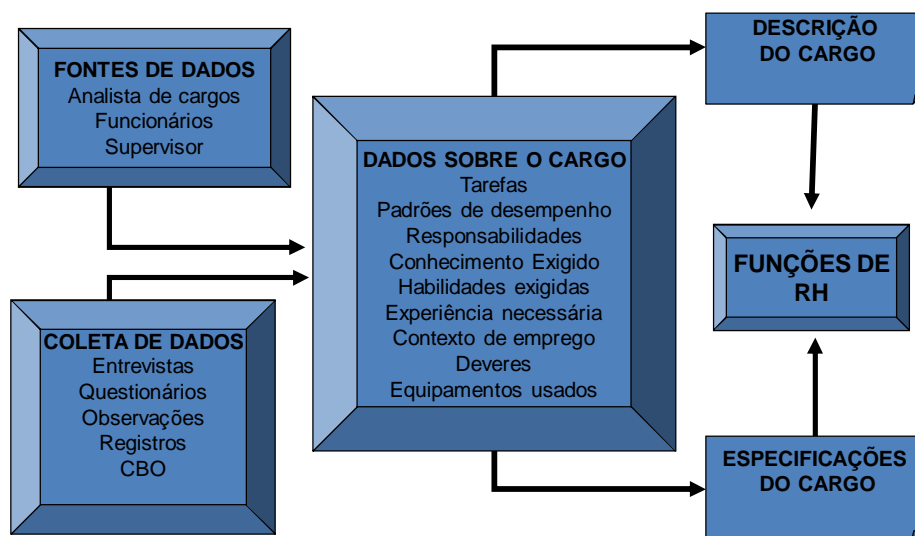 FONTES DE DADOS
Analista de cargos
Funcionários
Supervisor
COLETA DE DADOS
Entrevistas
Questionários
Observações
Registros
CBO
DADOS SOBRE O CARGO
Tarefas
Padrões de desempenho
Responsabilidades
Conhecimento Exigido
Habilidades exigidas
Experiência necessária
Contexto de emprego
Deveres
Equipamentos usados
DESCRIÇÃO
DO CARGO
FUNÇÕES DE
RH
ESPECIFICAÇÕES
DO CARGO